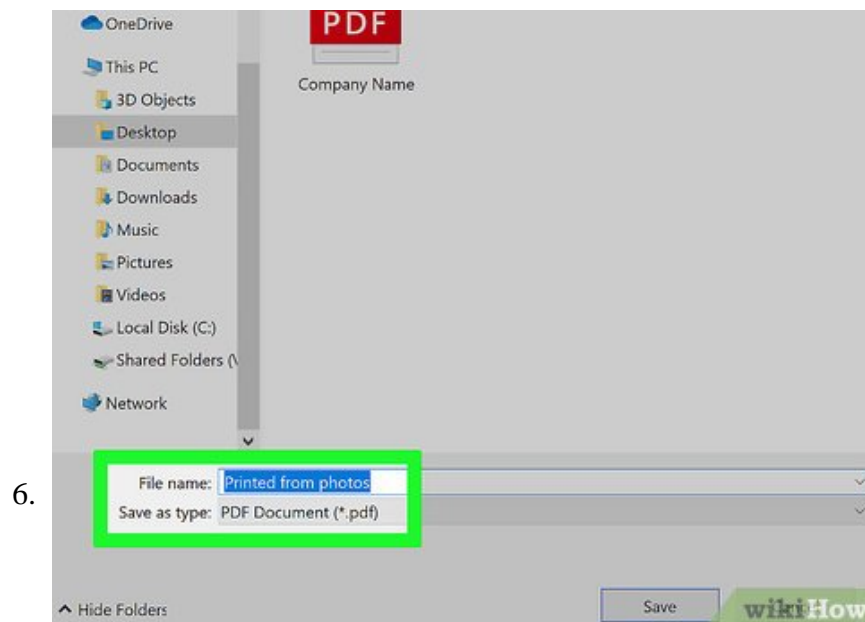 OneDrive
PDF
This PC
Company Name
3D Objects
Desktop
Documents
Downloads
Music
Pictures
Videos
Local Disk (C:)
Shared Folders (\
Network
6.
File name: Printed from photos
Save as type: PDF Document (*.pdf)
Hide Folders
Save
wikiHow